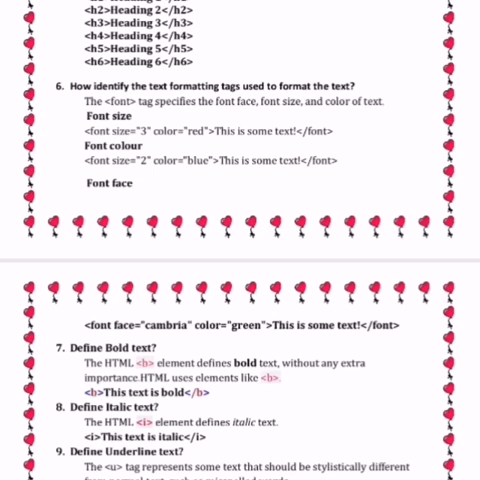 <h2>Heading 2</h2>
<h3>Heading 3</h3>
<h4>Heading 4</h4>
<h5>Heading 5</h5>
<h6>Heading 6</h6>
6. How identify the text formatting tags used to format the text?
The <font> tag specifies the font face, font size, and color of text.
Font size
<font size="3" color="red">This is some text!</font>
Font colour
<font size="2" color="blue">This is some text!</font>
Font face
<font face="cambria" color="green">This is some text!</font>
7. Define Bold text?
The HTML <b> element defines bold text, without any extra
importance.HTML uses elements like <b>.
<b>This text is bold</b>
8. Define Italic text?
The HTML <i> element defines italic text.
<i>This text is italic</i>
9. Define Underline text?
The <u> tag represents some text that should be stylistically different